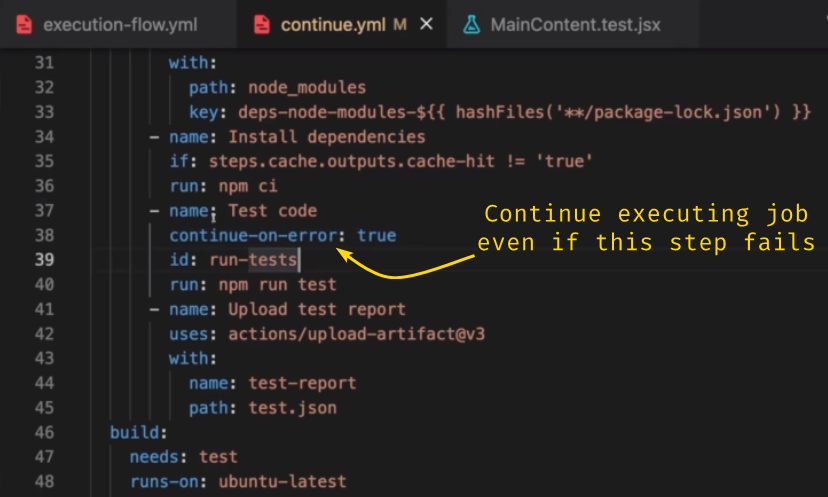 execution-flow.yml continue.yml M × MainContent.test.jsx
31 with:
32 path: node_modules
33 key: deps-node-modules-${{ hashFiles('**/package-lock.json') }}
34 - name: Install dependencies
35 if: steps.cache.outputs.cache-hit != 'true'
36 run: npm ci
37 - name: Test code
38 continue-on-error: true
39 id: run-tests
40 run: npm run test
41 - name: Upload test report
42 uses: actions/upload-artifact@v3
43 with:
44 name: test-report
45 path: test.json
46 build:
47 needs: test
48 runs-on: ubuntu-latest
Continue executing job
even if this step fails